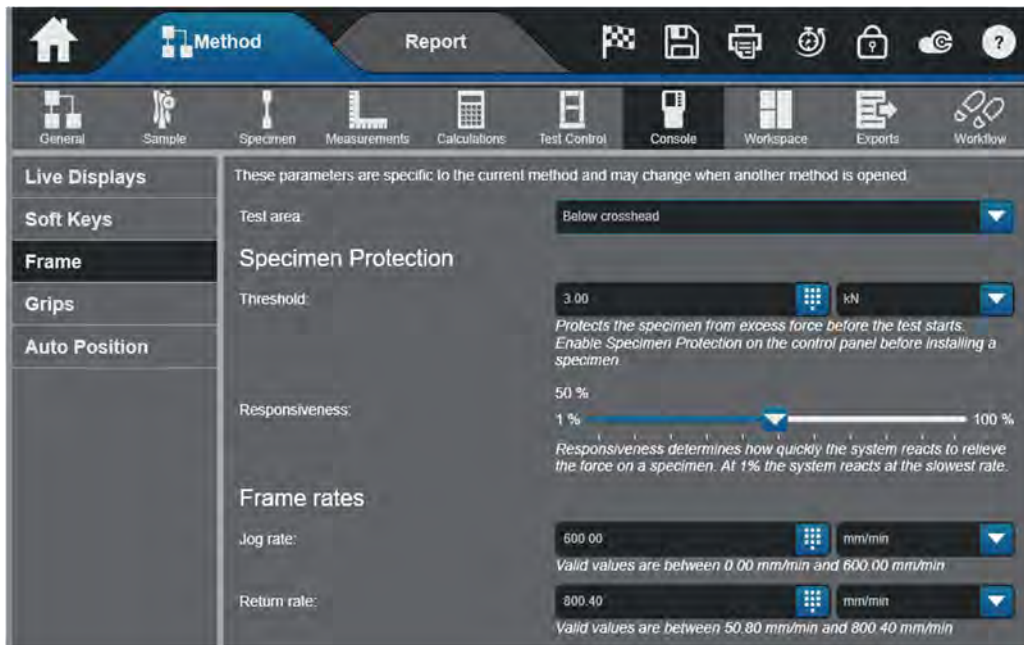 Method
Report
?
General
Sample
Specimen
Measurements
Calculations
Test Control
Console
Workspace
Exports
Workflow
Live Displays
Soft Keys
Frame
Grips
Auto Position
These parameters are specific to the current method and may change when another method is opened.
Test area:
Below crosshead
Specimen Protection
Threshold:
3.00
kN
Protects the specimen from excess force before the test starts.
Enable Specimen Protection on the control panel before installing a
specimen.
Responsiveness:
50 %
1 %
100 %
Responsiveness determines how quickly the system reacts to relieve
the force on a specimen. At 1% the system reacts at the slowest rate.
Frame rates
Jog rate:
600.00
mm/min
Valid values are between 0.00 mm/min and 600.00 mm/min
Return rate:
800.40
mm/min
Valid values are between 50.80 mm/min and 800.40 mm/min